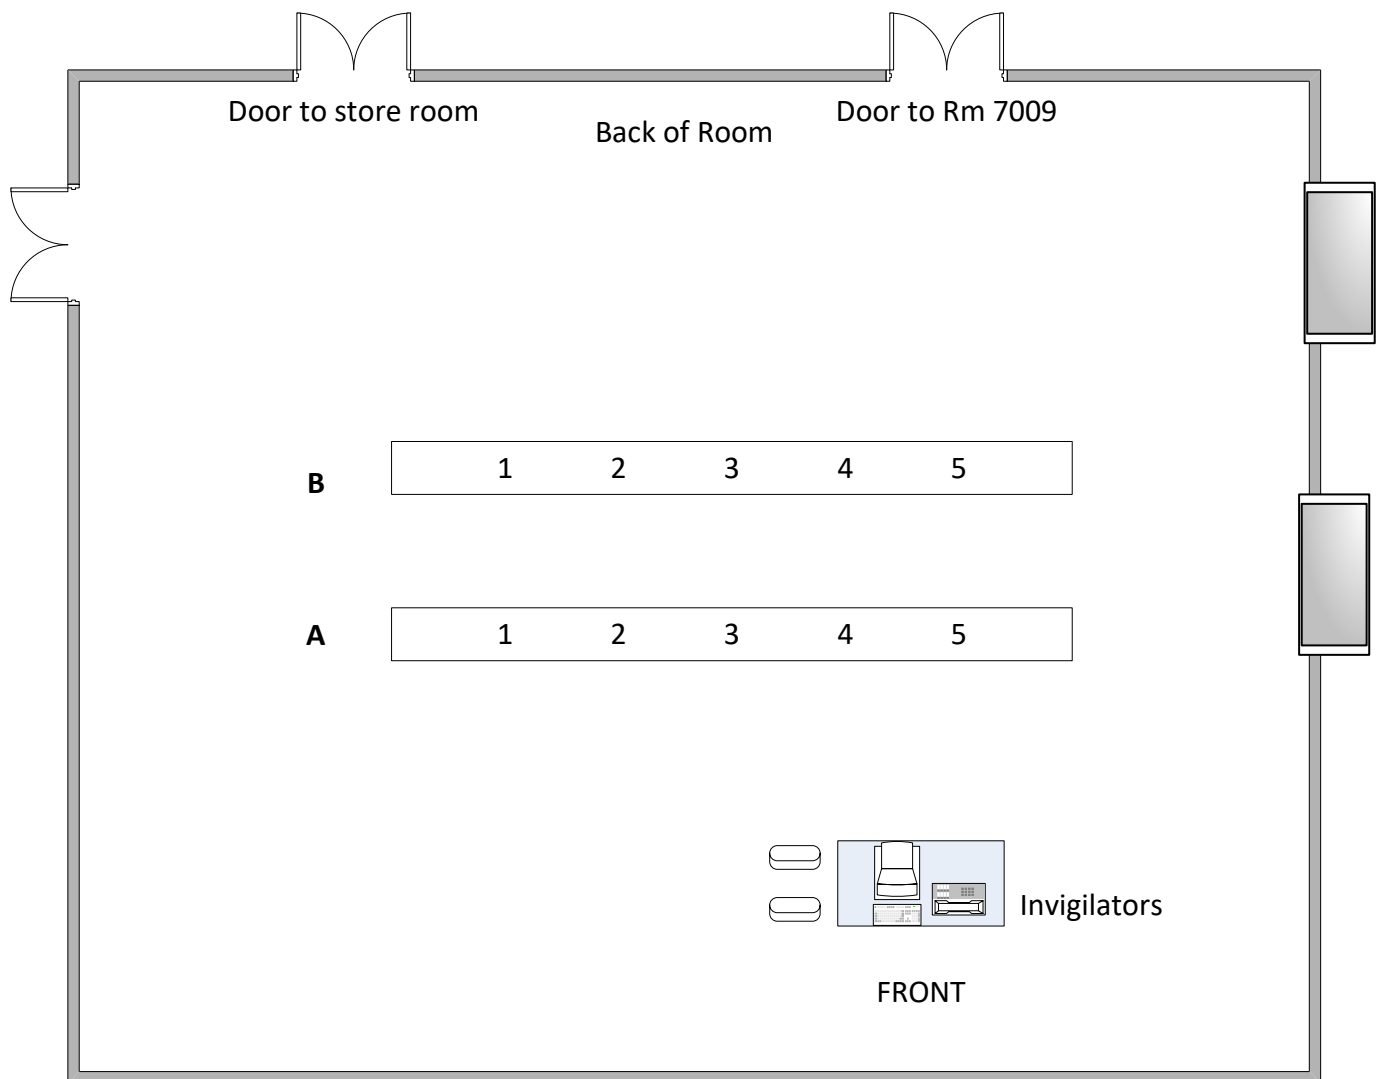 Door to store room
Door to Rm 7009
Back of Room
B 1 2 3 4 5
A 1 2 3 4 5
Invigilators
FRONT